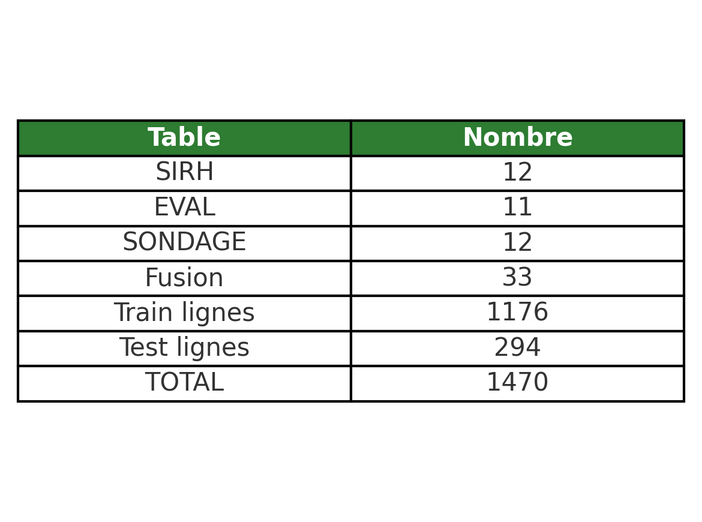 Table Nombre
SIRH 12
EVAL 11
SONDAGE 12
Fusion 33
Train lignes 1176
Test lignes 294
TOTAL 1470